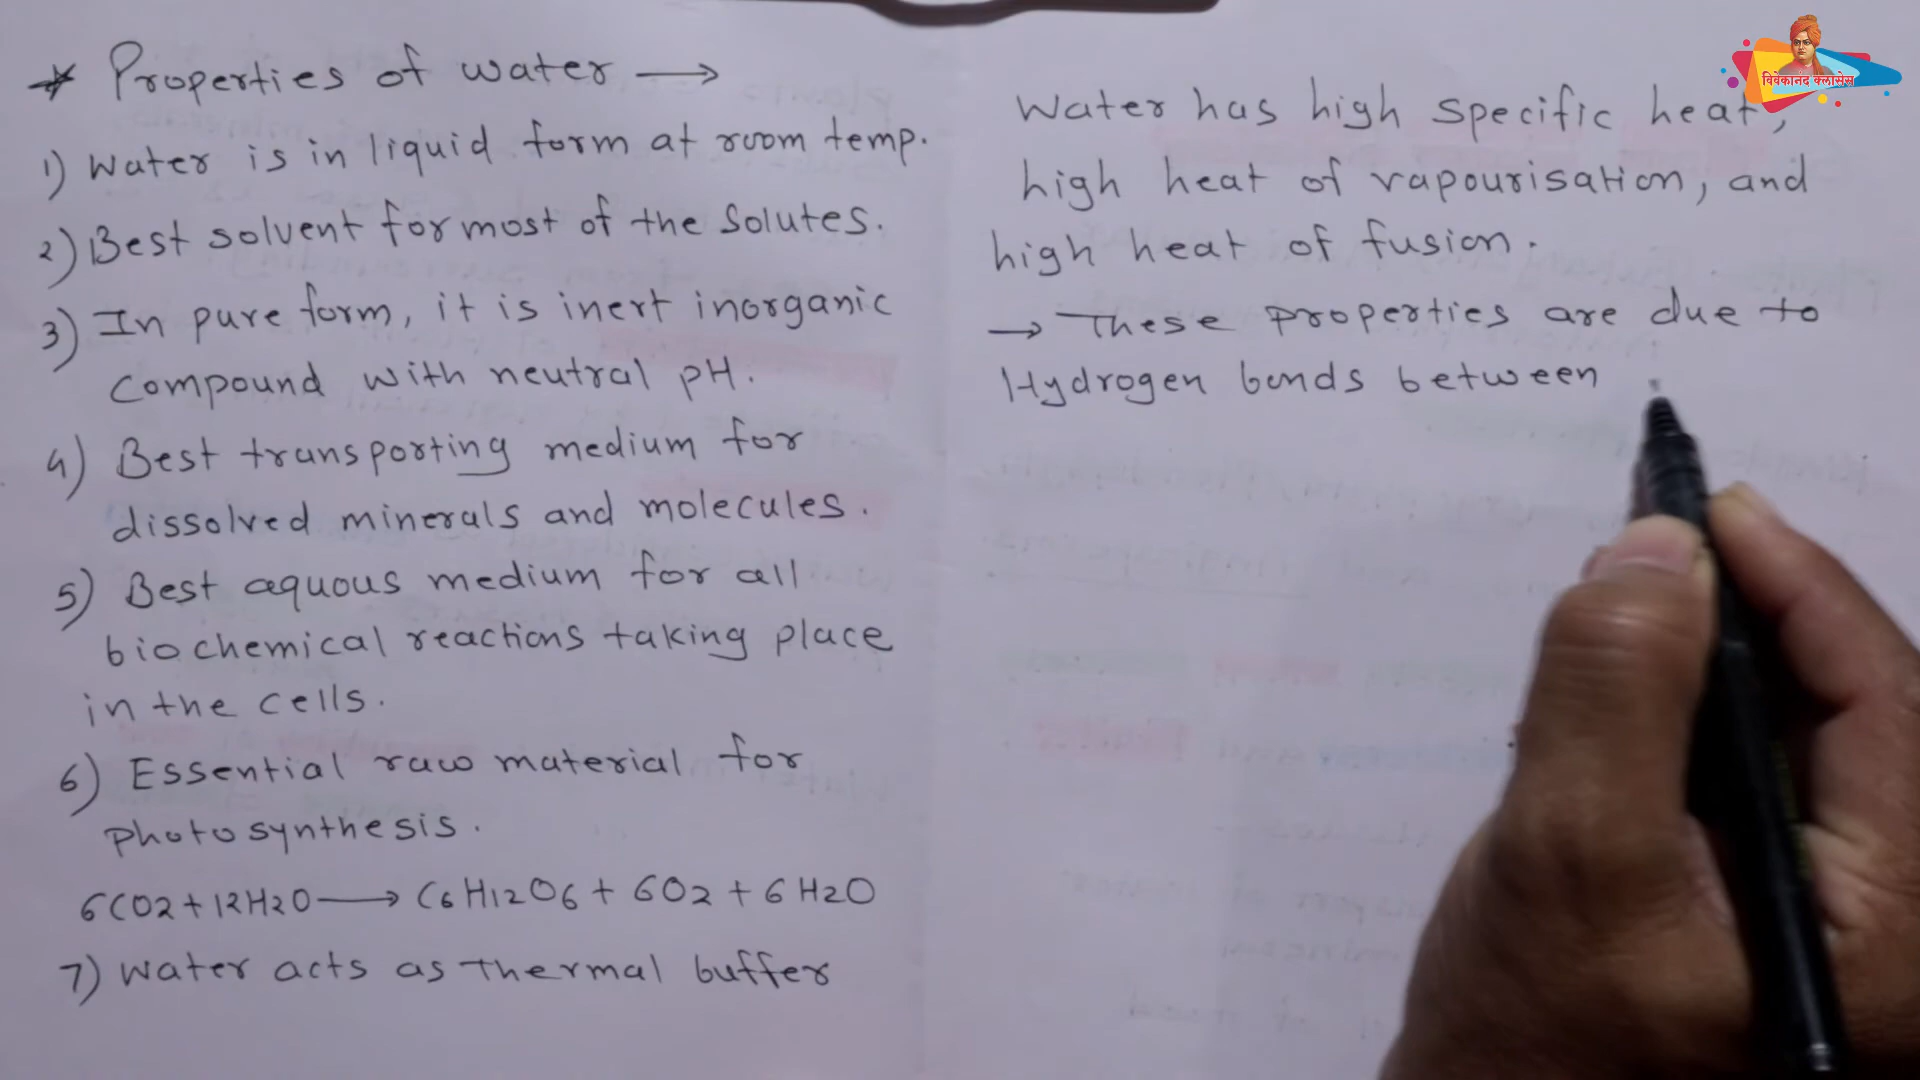 * Properties of water →
1) Water is in liquid form at room temp.
2) Best solvent for most of the Solutes.
3) In pure form, it is inert inorganic
compound with neutral pH.
4) Best transporting medium for
dissolved minerals and molecules.
5) Best aquous medium for all
biochemical reactions taking place
in the cells.
6) Essential raw material for
photosynthesis.
6CO2 + 12H2O → C6H12O6 + 6O2 + 6H2O
7) Water acts as thermal buffer
Water has high specific heat,
high heat of vapourisation, and
high heat of fusion.
→ These properties are due to
Hydrogen bonds between
विवेकानंद क्लासेस